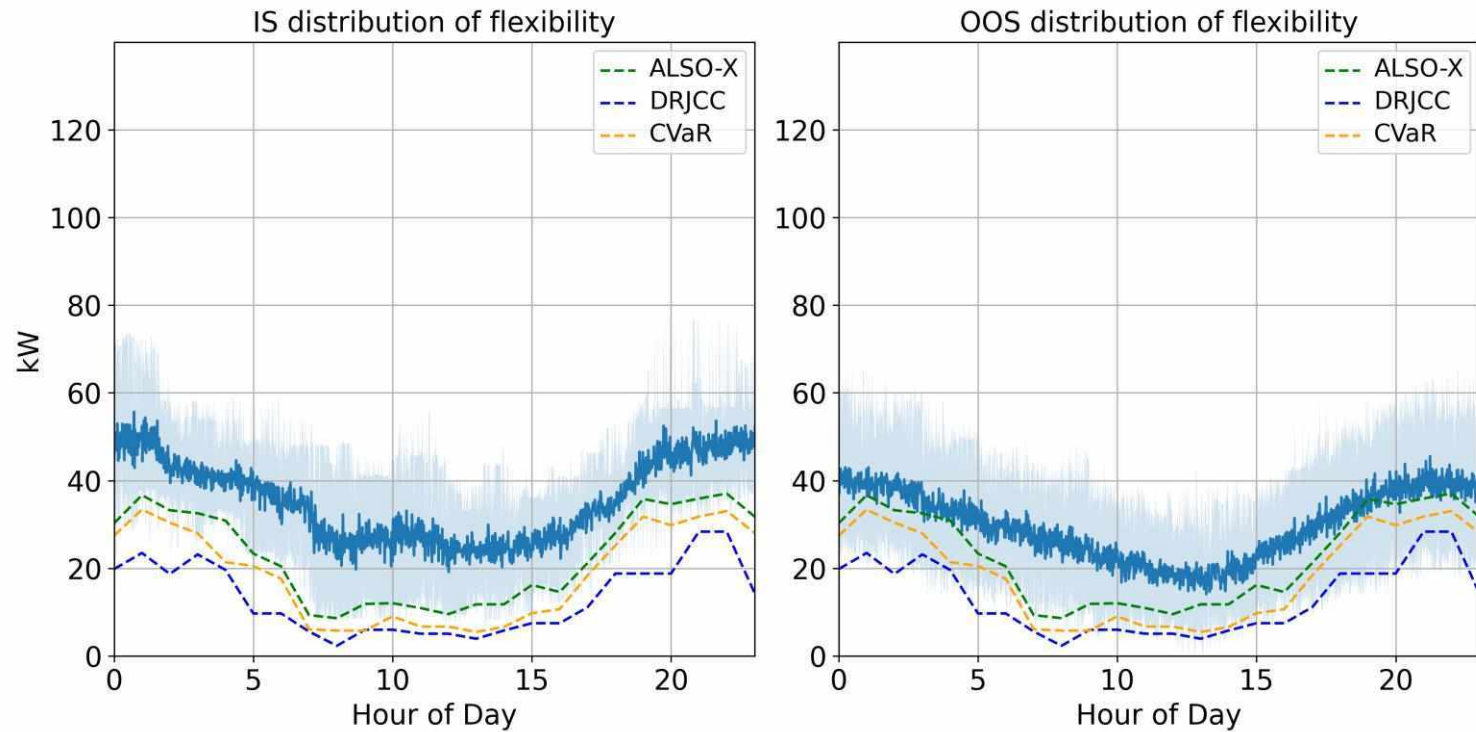 IS distribution of flexibility
kW
120
100
80
60
40
20
0
0 5 10 15 20
Hour of Day
ALSO-X
DRJCC
CVaR
OOS distribution of flexibility
120
100
80
60
40
20
0
0 5 10 15 20
Hour of Day
ALSO-X
DRJCC
CVaR